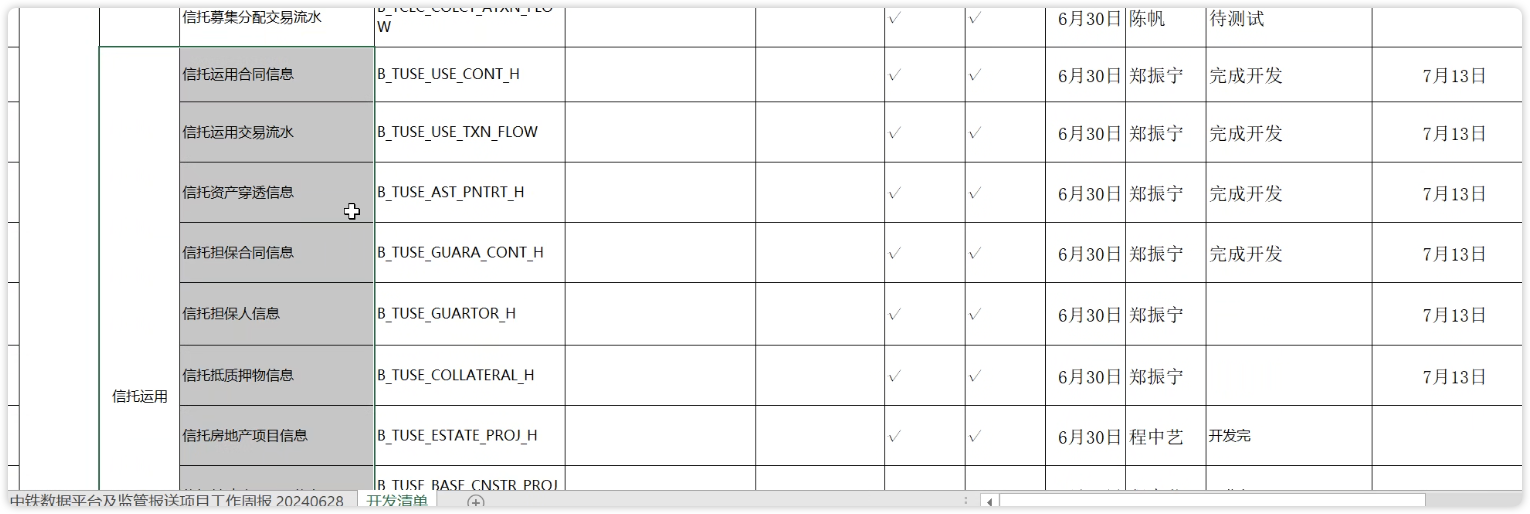 信托募集分配交易流水 B_TCLC_COLCT_ATXN_FLOW √ √ 6月30日 陈帆 待测试
信托运用合同信息 B_TUSE_USE_CONT_H √ √ 6月30日 郑振宁 完成开发 7月13日
信托运用交易流水 B_TUSE_USE_TXN_FLOW √ √ 6月30日 郑振宁 完成开发 7月13日
信托资产穿透信息 B_TUSE_AST_PNTRT_H √ √ 6月30日 郑振宁 完成开发 7月13日
信托担保合同信息 B_TUSE_GUARA_CONT_H √ √ 6月30日 郑振宁 完成开发 7月13日
信托担保人信息 B_TUSE_GUARTOR_H √ √ 6月30日 郑振宁 7月13日
信托运用
信托抵质押物信息 B_TUSE_COLLATERAL_H √ √ 6月30日 郑振宁 7月13日
信托房地产项目信息 B_TUSE_ESTATE_PROJ_H √ √ 6月30日 程中艺 开发完
B_TUSE_BASE_CNSTR_PROJ
中铁数据平台及监管报送项目工作周报 20240628 开发清单